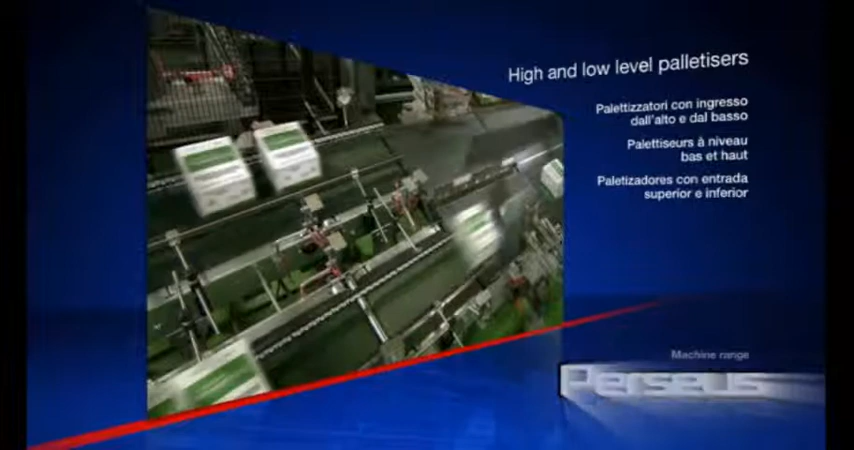 High and low level palletisers
Palettizzatori con ingresso
dall'alto e dal basso
Palettiseurs à niveau
bas et haut
Paletizadores con entrada
superior e inferior
Machine range
Perseus